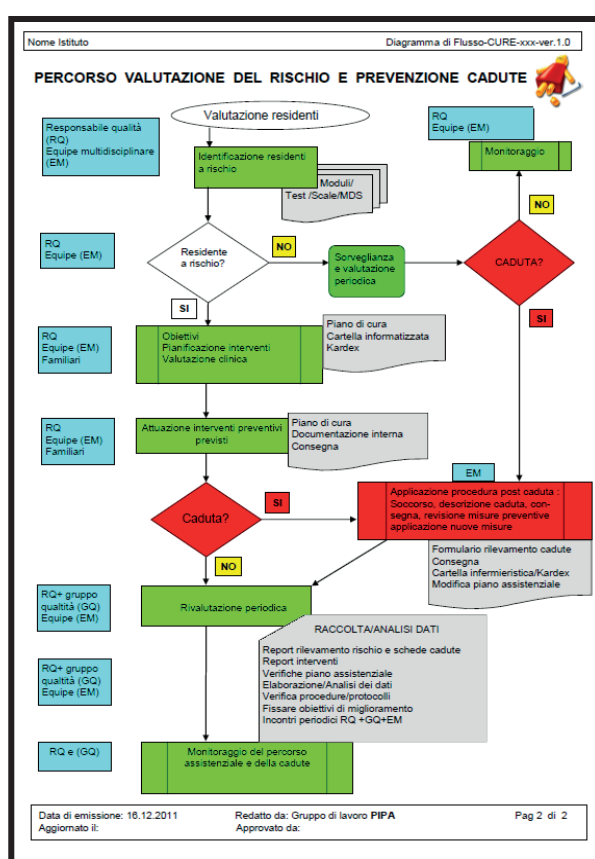 Nome Istituto
Diagramma di Flusso-CURE-xxx-ver.1.0
PERCORSO VALUTAZIONE DEL RISCHIO E PREVENZIONE CADUTE
Responsabile qualità
(RQ)
Equipe multidisciplinare
(EM)
Valutazione residenti
RQ
Equipe (EM)
Identificazione residenti
a rischio
Monitoraggio
Moduli/
Test /Scale/MDS
NO
RQ
Equipe (EM)
Residente
a rischio?
NO
Sorveglianza
e valutazione
periodica
CADUTA?
SI
SI
RQ
Equipe (EM)
Familiari
Obiettivi
Pianificazione interventi
Valutazione clinica
Piano di cura
Cartella informatizzata
Kardex
RQ
Equipe (EM)
Familiari
Attuazione interventi preventivi
previsti
Piano di cura
Documentazione interna
Consegna
EM
Caduta?
SI
Applicazione procedura post caduta :
Soccorso, descrizione caduta, con-
segna, revisione misure preventive
applicazione nuove misure
NO
Formulario rilevamento cadute
Consegna
Cartella infermieristica/Kardex
Modifica piano assistenziale
RQ+ gruppo
qualtità (GQ)
Equipe (EM)
Rivalutazione periodica
RACCOLTA/ANALISI DATI
Report rilevamento rischio e schede cadute
Report interventi
Verifiche piano assistenziale
Elaborazione/Analisi dei dati
Verifica procedure/protocolli
Fissare obiettivi di miglioramento
Incontri periodici RQ +GQ+EM
RQ+ gruppo
qualtità (GQ)
Equipe (EM)
RQ e (GQ)
Monitoraggio del percorso
assistenziale e della cadute
Data di emissione: 16.12.2011
Redatto da: Gruppo di lavoro PIPA
Pag 2 di 2
Aggiornato il:
Approvato da: